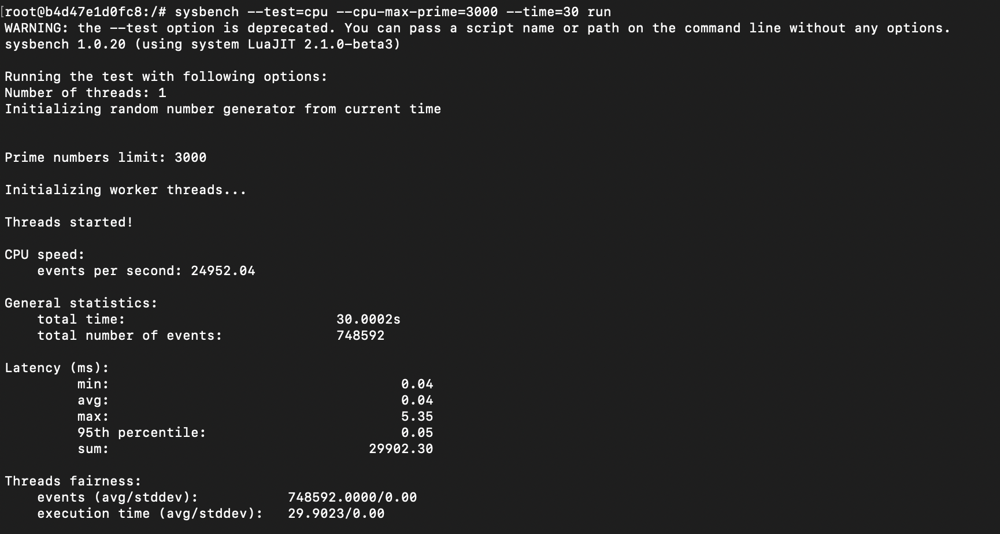 [root@b4d47e1d0fc8:/# sysbench --test=cpu --cpu-max-prime=3000 --time=30 run
WARNING: the --test option is deprecated. You can pass a script name or path on the command line without any options.
sysbench 1.0.20 (using system LuaJIT 2.1.0-beta3)
Running the test with following options:
Number of threads: 1
Initializing random number generator from current time
Prime numbers limit: 3000
Initializing worker threads...
Threads started!
CPU speed:
events per second: 24952.04
General statistics:
total time: 30.0002s
total number of events: 748592
Latency (ms):
min: 0.04
avg: 0.04
max: 5.35
95th percentile: 0.05
sum: 29902.30
Threads fairness:
events (avg/stddev): 748592.0000/0.00
execution time (avg/stddev): 29.9023/0.00